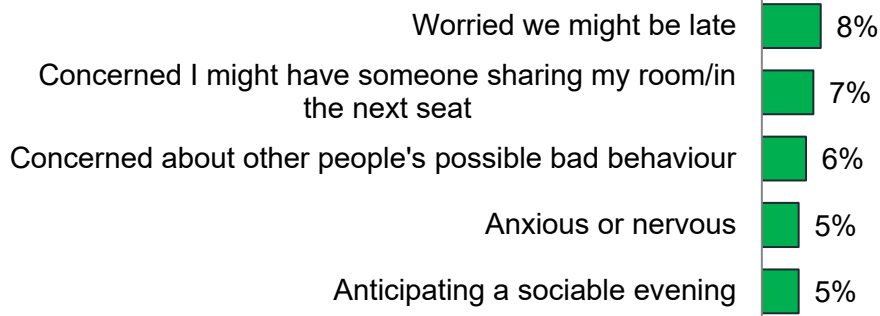 Worried we might be late 8%
Concerned I might have someone sharing my room/in
the next seat 7%
Concerned about other people's possible bad behaviour 6%
Anxious or nervous 5%
Anticipating a sociable evening 5%